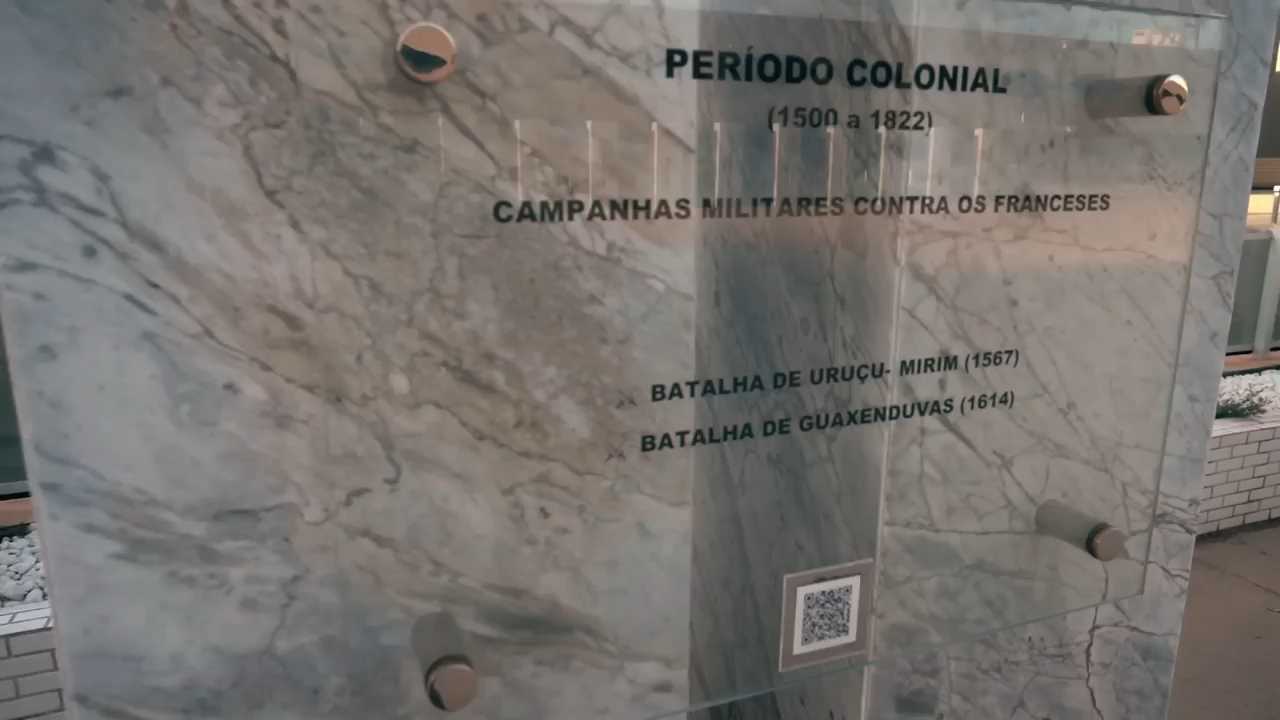 PERÍODO COLONIAL
(1500 a 1822)
CAMPANHAS MILITARES CONTRA OS FRANCESES
BATALHA DE URUÇU- MIRIM (1567)
BATALHA DE GUAXENDUVAS (1614)